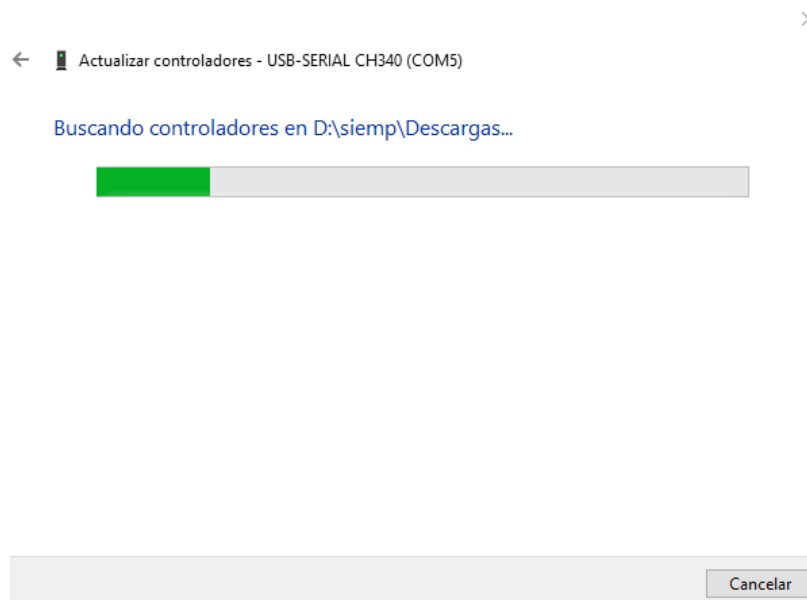 Actualizar controladores - USB-SERIAL CH340 (COM5)
Buscando controladores en D:\siemp\Descargas...
Cancelar